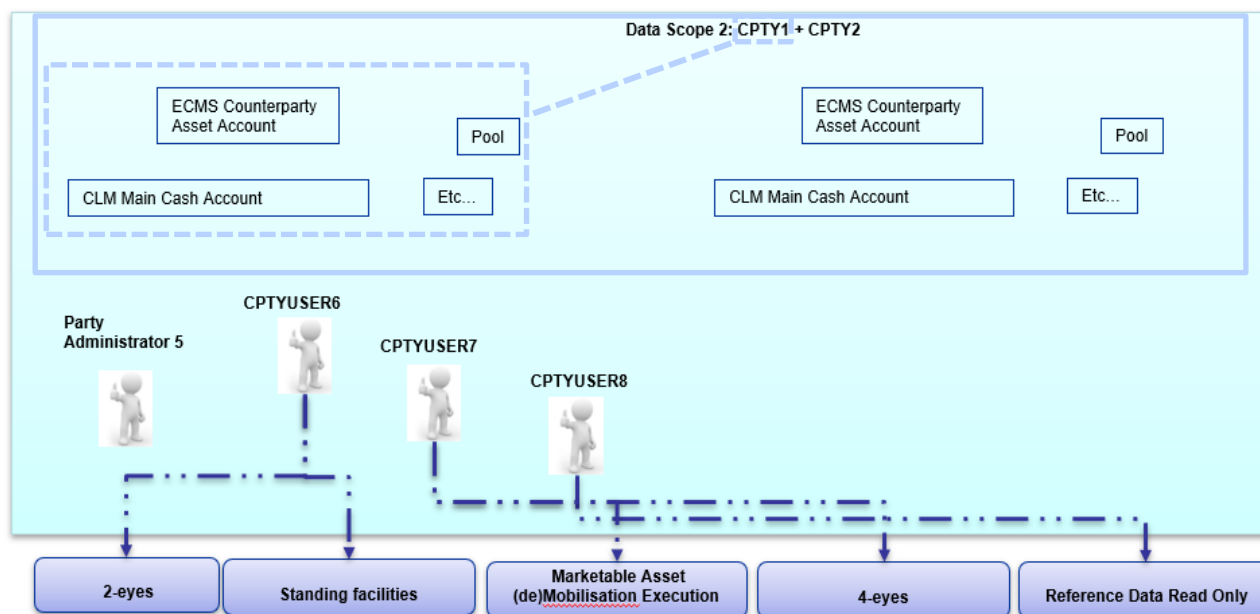 Data Scope 2: CPTY1 + CPTY2
ECMS Counterparty
Asset Account
Pool
CLM Main Cash Account
Etc...
ECMS Counterparty
Asset Account
Pool
CLM Main Cash Account
Etc...
Party
Administrator 5
CPTYUSER6
CPTYUSER7
CPTYUSER8
2-eyes
Standing facilities
Marketable Asset
(de)Mobilisation Execution
4-eyes
Reference Data Read Only